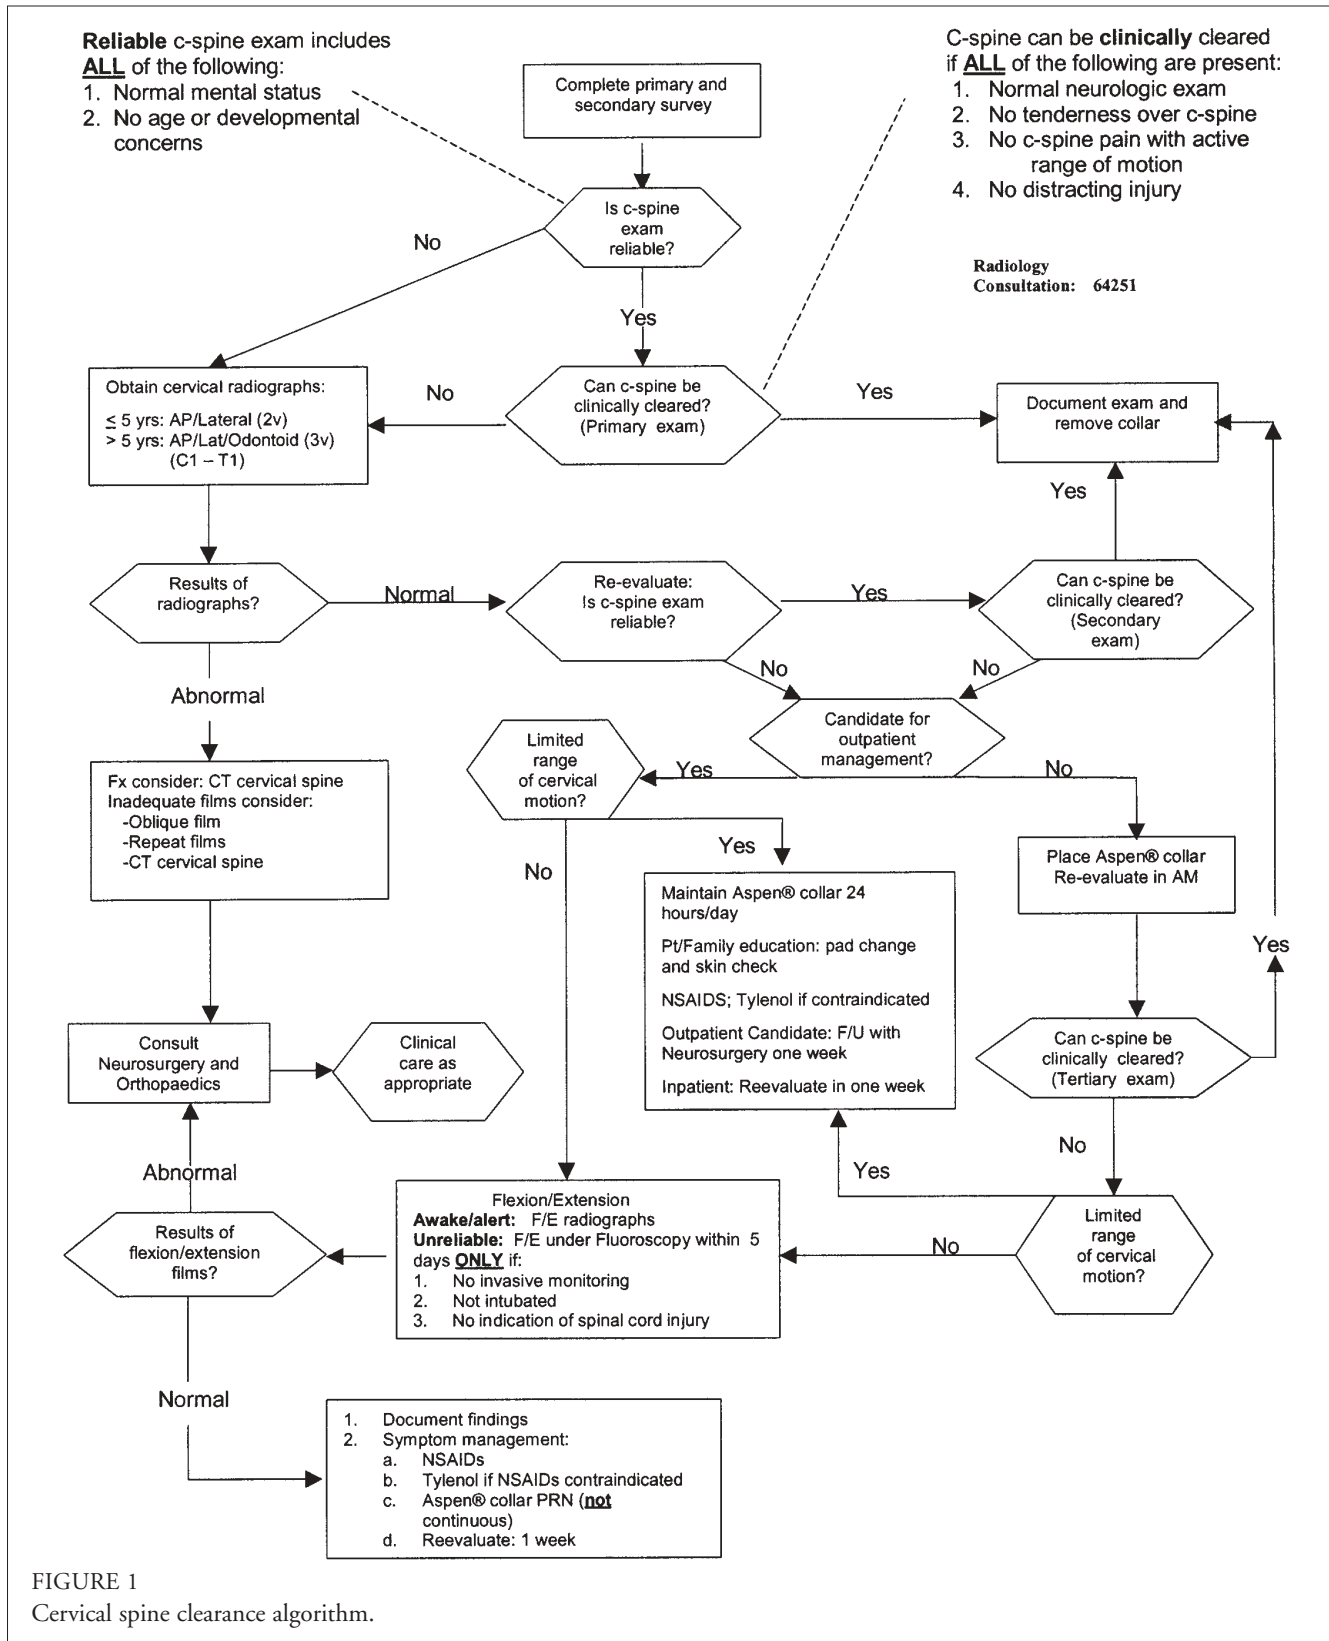 Reliable c-spine exam includes
ALL of the following:
1. Normal mental status
2. No age or developmental
concerns
Complete primary and
secondary survey
C-spine can be clinically cleared
if ALL of the following are present:
1. Normal neurologic exam
2. No tenderness over c-spine
3. No c-spine pain with active
range of motion
4. No distracting injury
Is c-spine
exam
reliable?
No
Radiology
Consultation: 64251
Yes
Obtain cervical radiographs:
≤ 5 yrs: AP/Lateral (2v)
> 5 yrs: AP/Lat/Odontoid (3v)
(C1 – T1)
No
Can c-spine be
clinically cleared?
(Primary exam)
Yes
Document exam and
remove collar
Yes
Results of
radiographs?
Normal
Re-evaluate:
Is c-spine exam
reliable?
Yes
Can c-spine be
clinically cleared?
(Secondary
exam)
No
No
Abnormal
Candidate for
outpatient
management?
Limited
range
of cervical
motion?
Yes
No
Fx consider: CT cervical spine
Inadequate films consider:
-Oblique film
-Repeat films
-CT cervical spine
Yes
No
Place Aspen® collar
Re-evaluate in AM
Maintain Aspen® collar 24
hours/day
Pt/Family education: pad change
and skin check
NSAIDS; Tylenol if contraindicated
Outpatient Candidate: F/U with
Neurosurgery one week
Inpatient: Reevaluate in one week
Yes
Consult
Neurosurgery and
Orthopaedics
Clinical
care as
appropriate
Can c-spine be
clinically cleared?
(Tertiary exam)
No
Yes
Abnormal
Flexion/Extension
Awake/alert: F/E radiographs
Unreliable: F/E under Fluoroscopy within 5
days ONLY if:
1. No invasive monitoring
2. Not intubated
3. No indication of spinal cord injury
No
Limited
range
of cervical
motion?
Results of
flexion/extension
films?
Normal
1. Document findings
2. Symptom management:
a. NSAIDs
b. Tylenol if NSAIDs contraindicated
c. Aspen® collar PRN (not
continuous)
d. Reevaluate: 1 week
FIGURE 1
Cervical spine clearance algorithm.